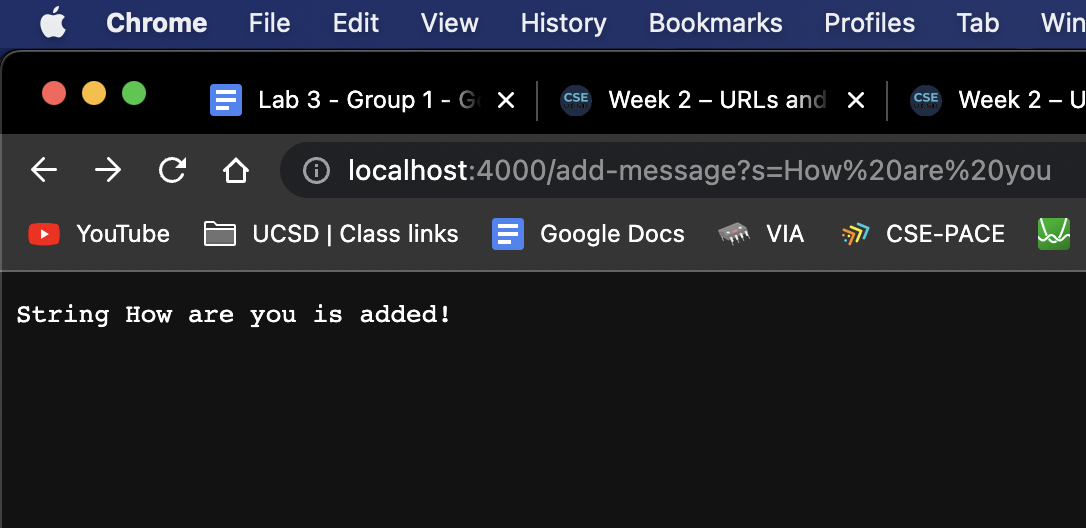 Chrome File Edit View History Bookmarks Profiles Tab Win
Lab 3 - Group 1 - G CSE Week 2 – URLs and CSE Week 2 – U
localhost:4000/add-message?s=How%20are%20you
YouTube UCSD | Class links Google Docs VIA CSE-PACE
String How are you is added!